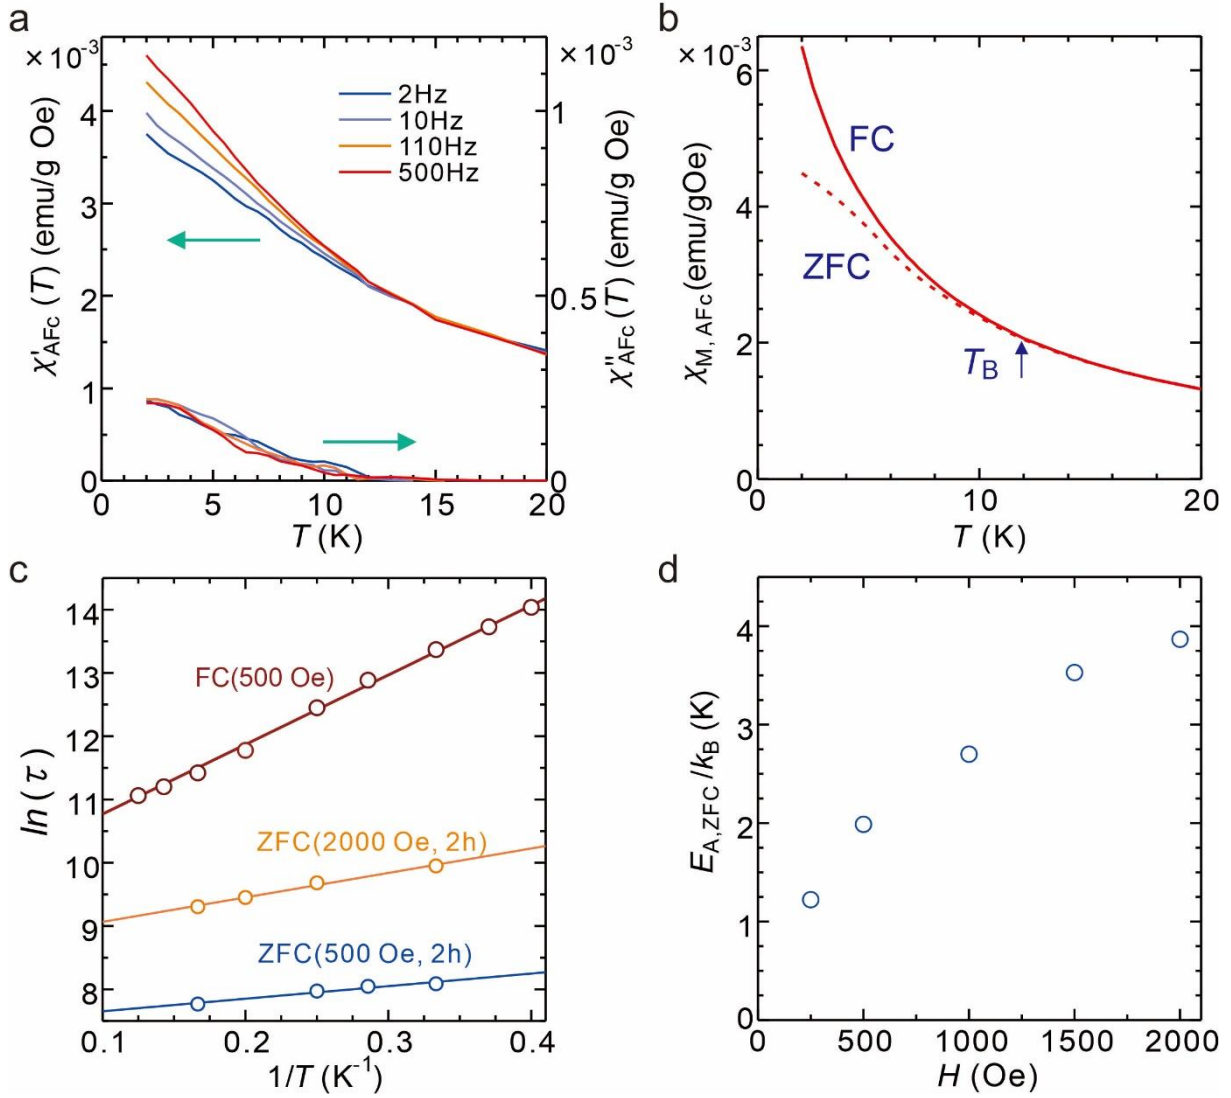 a
× 10⁻³
× 10⁻³
χ'AFc (T) (emu/g Oe)
4
3
2
1
0
2Hz
10Hz
110Hz
500Hz
1
0.5
0
χ''AFc (T) (emu/g Oe)
0 5 10 15 20
T (K)
b
× 10⁻³
χM, AFc (emu/gOe)
6
4
2
0
FC
ZFC
TB
0 10 20
T (K)
c
ln (τ)
14
13
12
11
10
9
8
FC(500 Oe)
ZFC(2000 Oe, 2h)
ZFC(500 Oe, 2h)
0.1 0.2 0.3 0.4
1/T (K⁻¹)
d
EA,ZFC /kB (K)
4
3
2
1
0
0 500 1000 1500 2000
H (Oe)